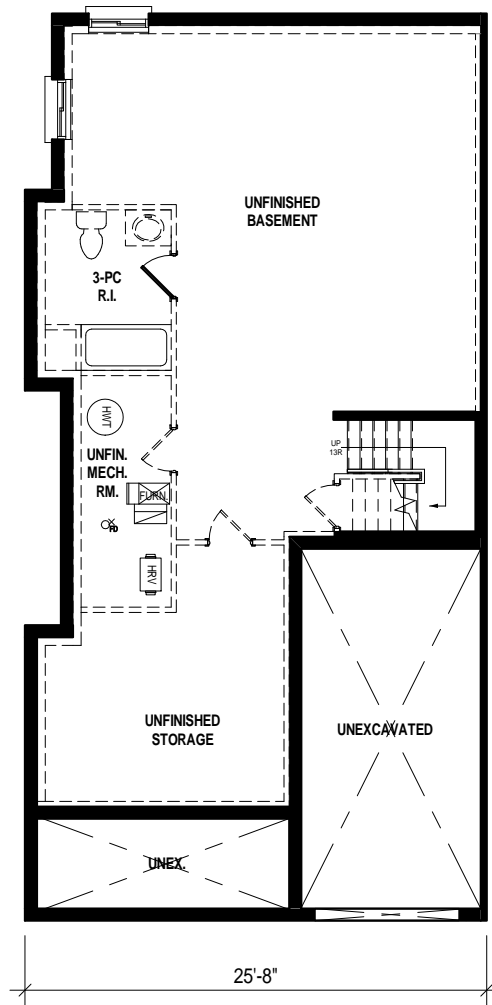 UNFINISHED
BASEMENT
3-PC
R.I.
HWT
UP
13R
UNFIN.
MECH.
RM.
FURN
FD
HRV
UNFINISHED
STORAGE
UNEXCAVATED
UNEX.
25'-8"